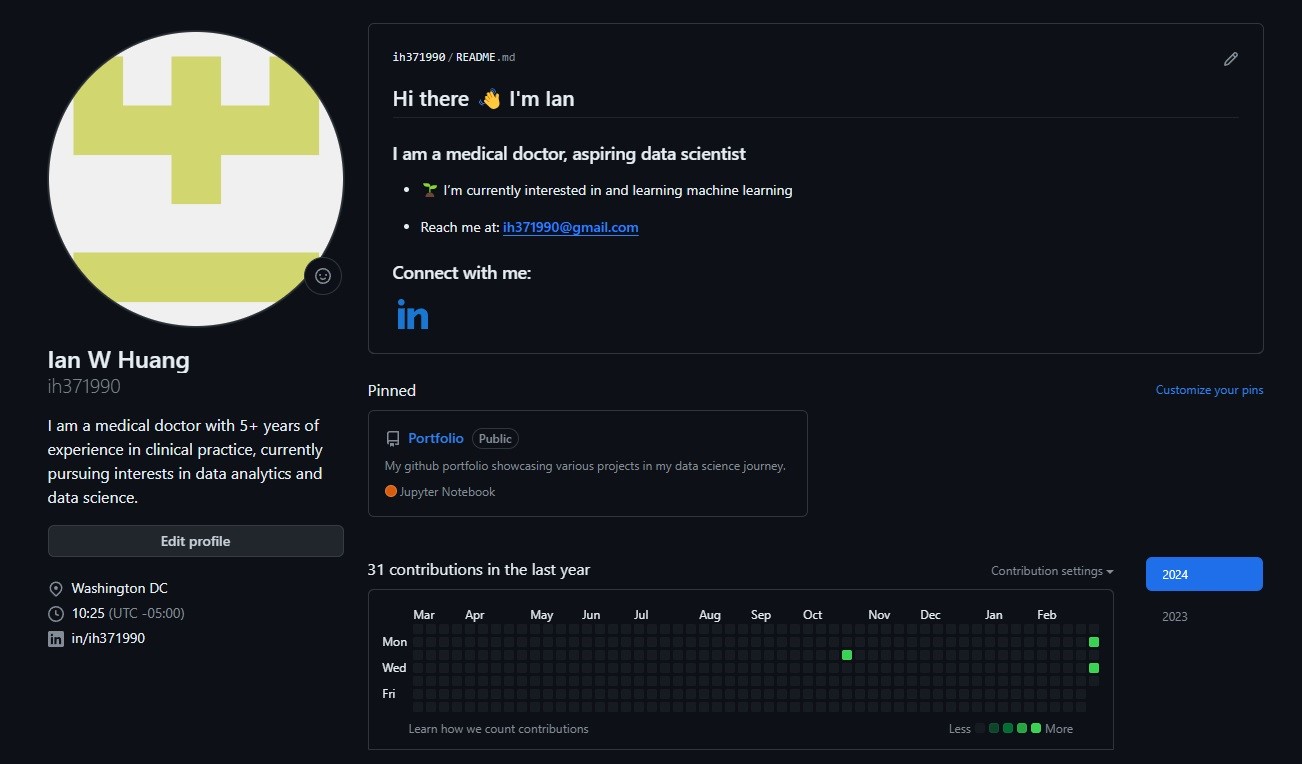 ih371990/README.md
Hi there 👋 I'm Ian
I am a medical doctor, aspiring data scientist
🌱 I’m currently interested in and learning machine learning
Reach me at: ih371990@gmail.com
Connect with me:
in
Ian W Huang
ih371990
I am a medical doctor with 5+ years of
experience in clinical practice, currently
pursuing interests in data analytics and
data science.
Edit profile
Washington DC
10:25 (UTC -05:00)
in/ih371990
Pinned
Customize your pins
Portfolio Public
My github portfolio showcasing various projects in my data science journey.
Jupyter Notebook
31 contributions in the last year
Contribution settings
Mar Apr May Jun Jul Aug Sep Oct Nov Dec Jan Feb
Mon
Wed
Fri
Learn how we count contributions
Less More
2024
2023